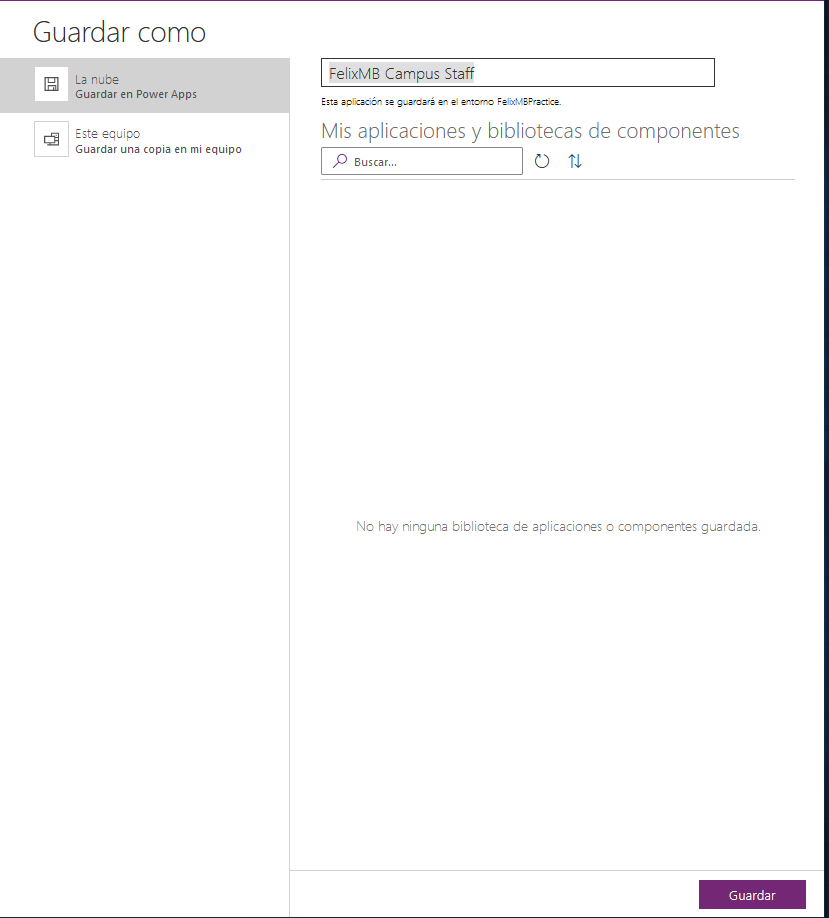 Guardar como
La nube
Guardar en Power Apps
Este equipo
Guardar una copia en mi equipo
FelixMB Campus Staff
Esta aplicación se guardará en el entorno FelixMBPractice.
Mis aplicaciones y bibliotecas de componentes
Buscar...
No hay ninguna biblioteca de aplicaciones o componentes guardada.
Guardar